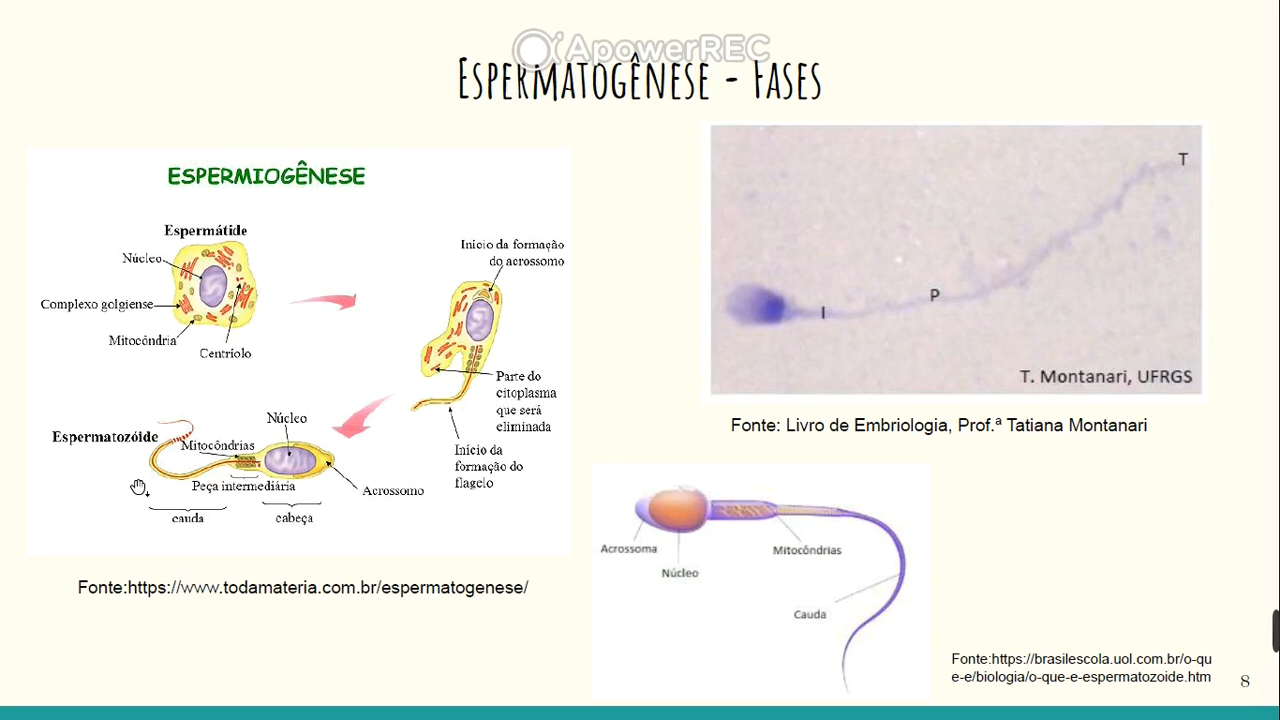 ApowerREC
ESPERMATOGÊNESE - FASES
ESPERMIOGÊNESE
Espermátide
Núcleo
Complexo golgiense
Mitocôndria
Centríolo
Início da formação
do acrossomo
Parte do
citoplasma
que será
eliminada
Início da
formação do
flagelo
Espermatozóide
Mitocôndrias
Núcleo
Peça intermediária
Acrossomo
cauda
cabeça
Fonte:https://www.todamateria.com.br/espermatogenese/
T
P
I
T. Montanari, UFRGS
Fonte: Livro de Embriologia, Prof.ª Tatiana Montanari
Acrossoma
Núcleo
Mitocôndrias
Cauda
Fonte:https://brasilescola.uol.com.br/o-qu
e-e/biologia/o-que-e-espermatozoide.htm
8